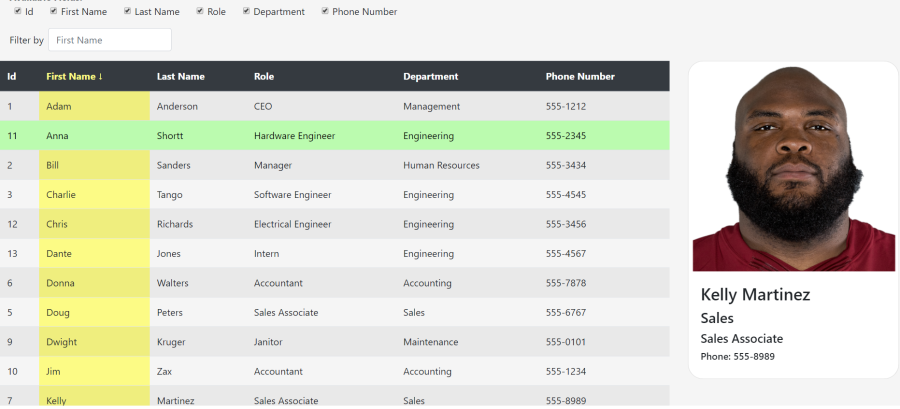 Id First Name Last Name Role Department Phone Number
Filter by First Name
Id First Name ↓ Last Name Role Department Phone Number
1 Adam Anderson CEO Management 555-1212
11 Anna Shortt Hardware Engineer Engineering 555-2345
2 Bill Sanders Manager Human Resources 555-3434
3 Charlie Tango Software Engineer Engineering 555-4545
12 Chris Richards Electrical Engineer Engineering 555-3456
13 Dante Jones Intern Engineering 555-4567
6 Donna Walters Accountant Accounting 555-7878
5 Doug Peters Sales Associate Sales 555-6767
9 Dwight Kruger Janitor Maintenance 555-0101
10 Jim Zax Accountant Accounting 555-1234
7 Kelly Martinez Sales Associate Sales 555-8989
Kelly Martinez
Sales
Sales Associate
Phone: 555-8989